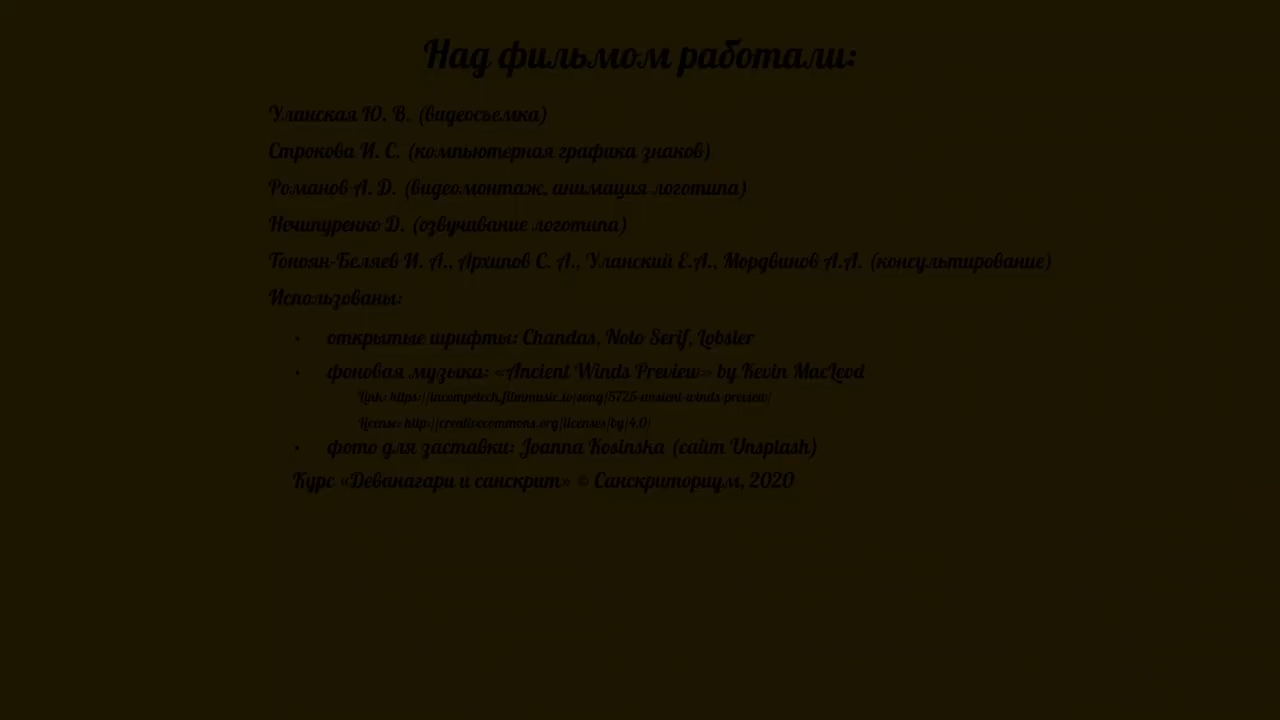 Над фильмом работали:
Уланская Ю. В. (видеосъемка)
Строкова И. С. (компьютерная графика знаков)
Романов А. D. (видеомонтаж, анимация логотипа)
Нечипуренко D. (озвучивание логотипа)
Тоноян-Беляев И. А., Архипов С. А., Уланский Е.А., Мордвинов А.А. (консультирование)
Использованы:
• открытые шрифты: Chandas, Noto Serif, Lobster
• фоновая музыка: «Ancient Winds Preview» by Kevin MacLeod
Link: https://incompetech.filmmusic.io/song/5725-ancient-winds-preview/
License: http://creativecommons.org/licenses/by/4.0/
• фото для заставки: Joanna Kosinska (сайт Unsplash)
Курс «Деванагари и санскрит» © Санскриториум, 2020